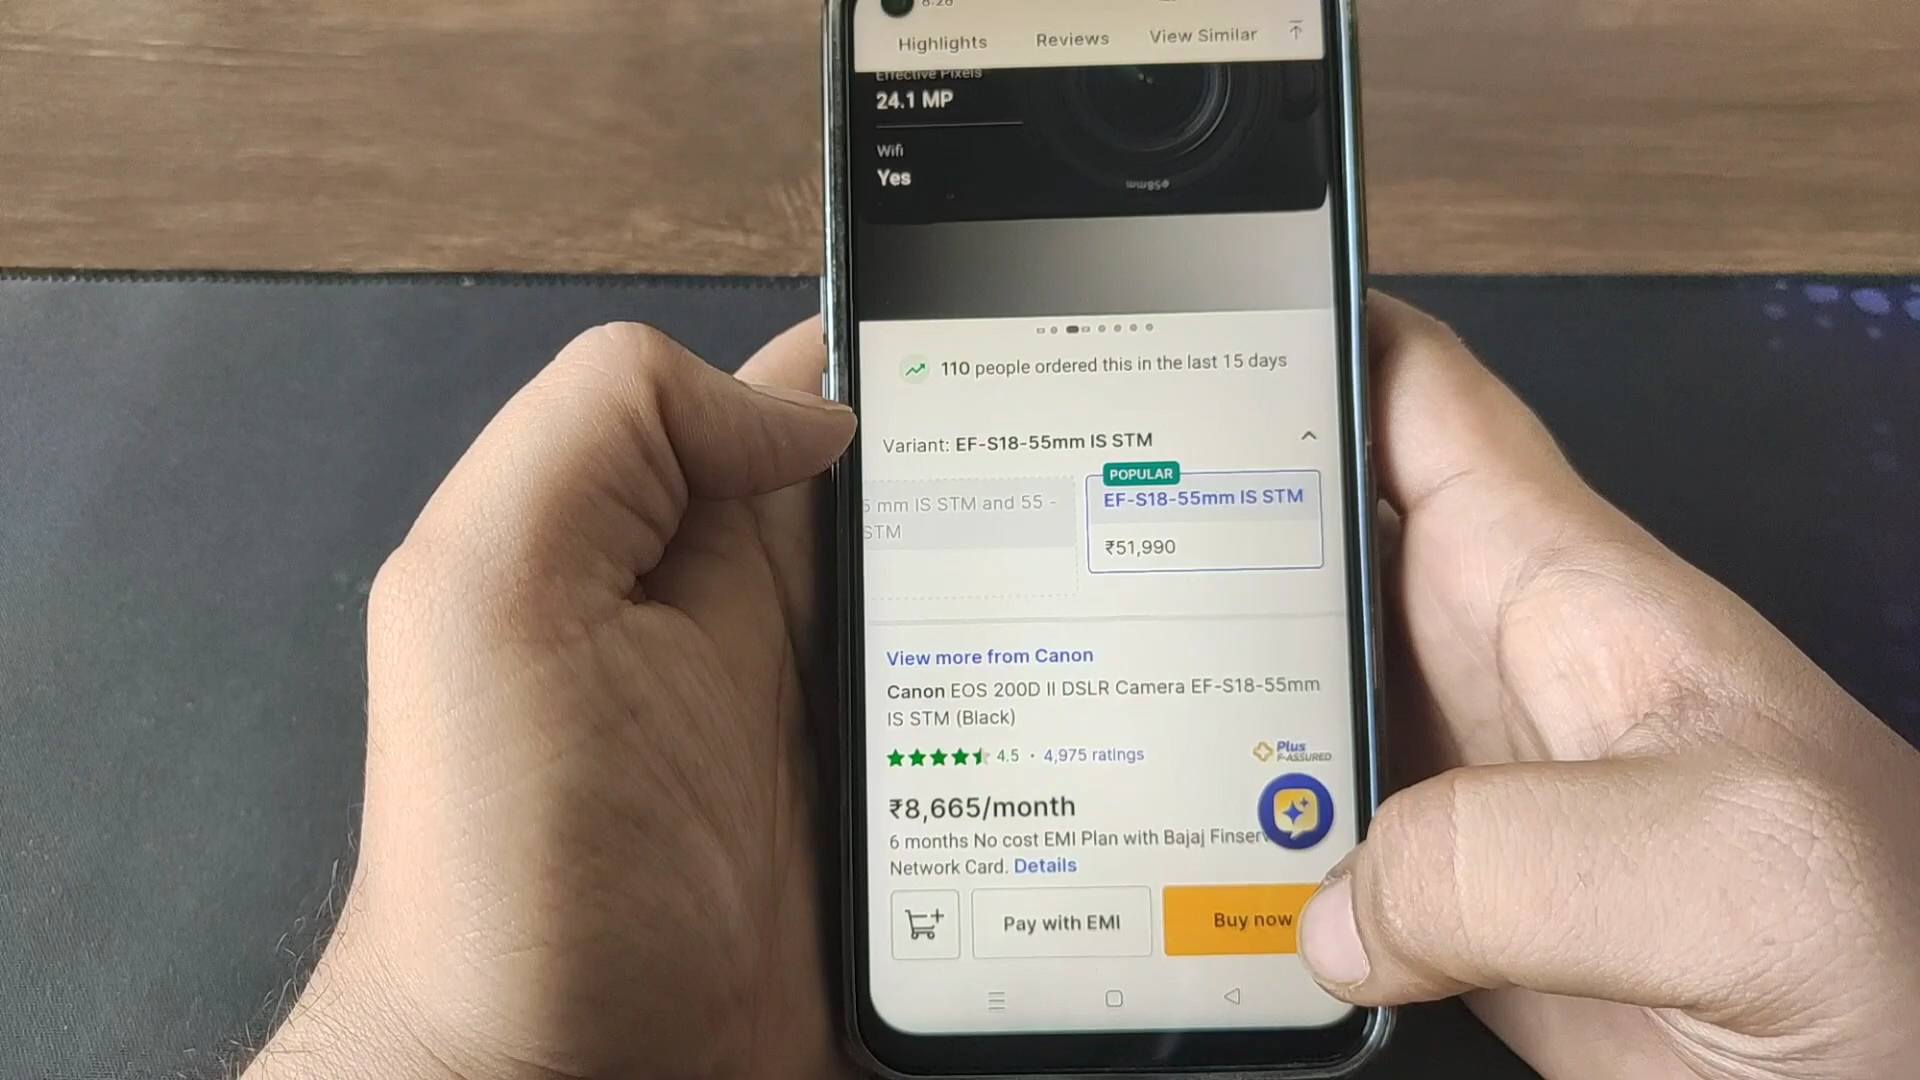 8:26
Highlights Reviews View Similar
Effective Pixels
24.1 MP
Wifi
Yes
ø58mm
110 people ordered this in the last 15 days
Variant: EF-S18-55mm IS STM
POPULAR
5 mm IS STM and 55 -
STM
EF-S18-55mm IS STM
₹51,990
View more from Canon
Canon EOS 200D II DSLR Camera EF-S18-55mm
IS STM (Black)
4.5 · 4,975 ratings
Plus
F-ASSURED
₹8,665/month
6 months No cost EMI Plan with Bajaj Finserv
Network Card. Details
Pay with EMI
Buy now